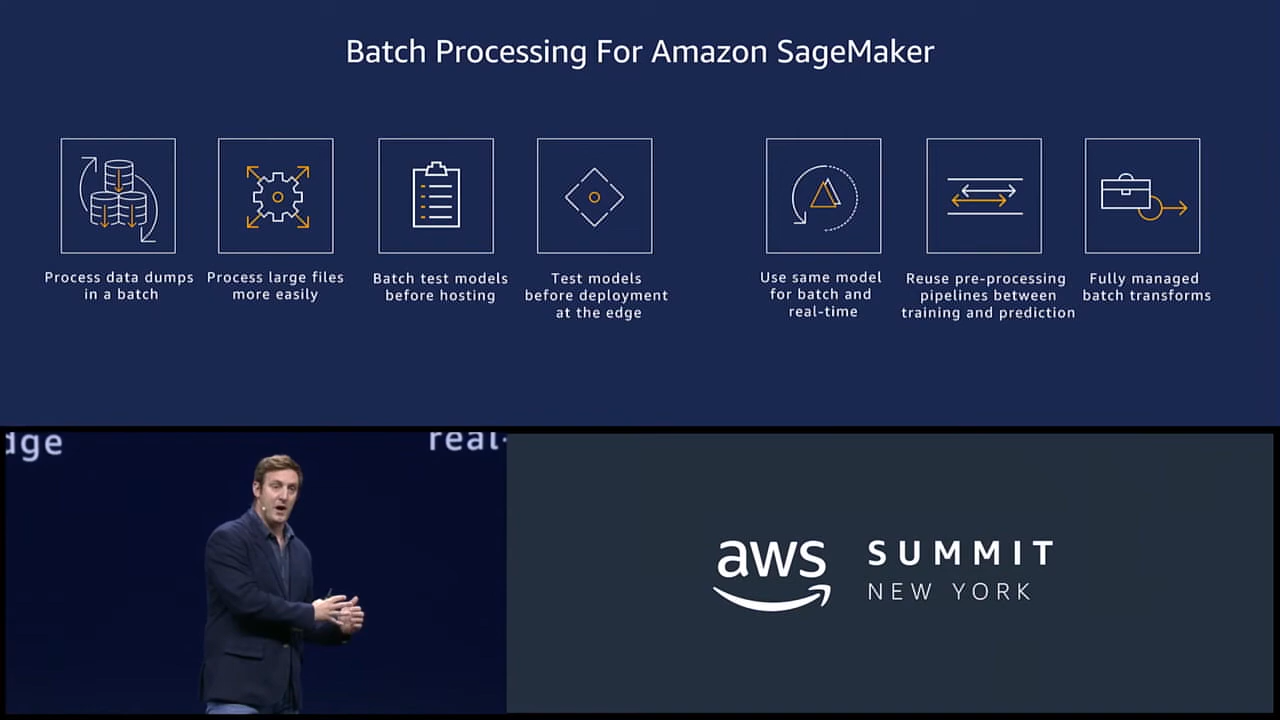 Batch Processing For Amazon SageMaker
Process data dumps
in a batch
Process large files
more easily
Batch test models
before hosting
Test models
before deployment
at the edge
Use same model
for batch and
real-time
Reuse pre-processing
pipelines between
training and prediction
Fully managed
batch transforms
dge
real-
aws
SUMMIT
NEW YORK